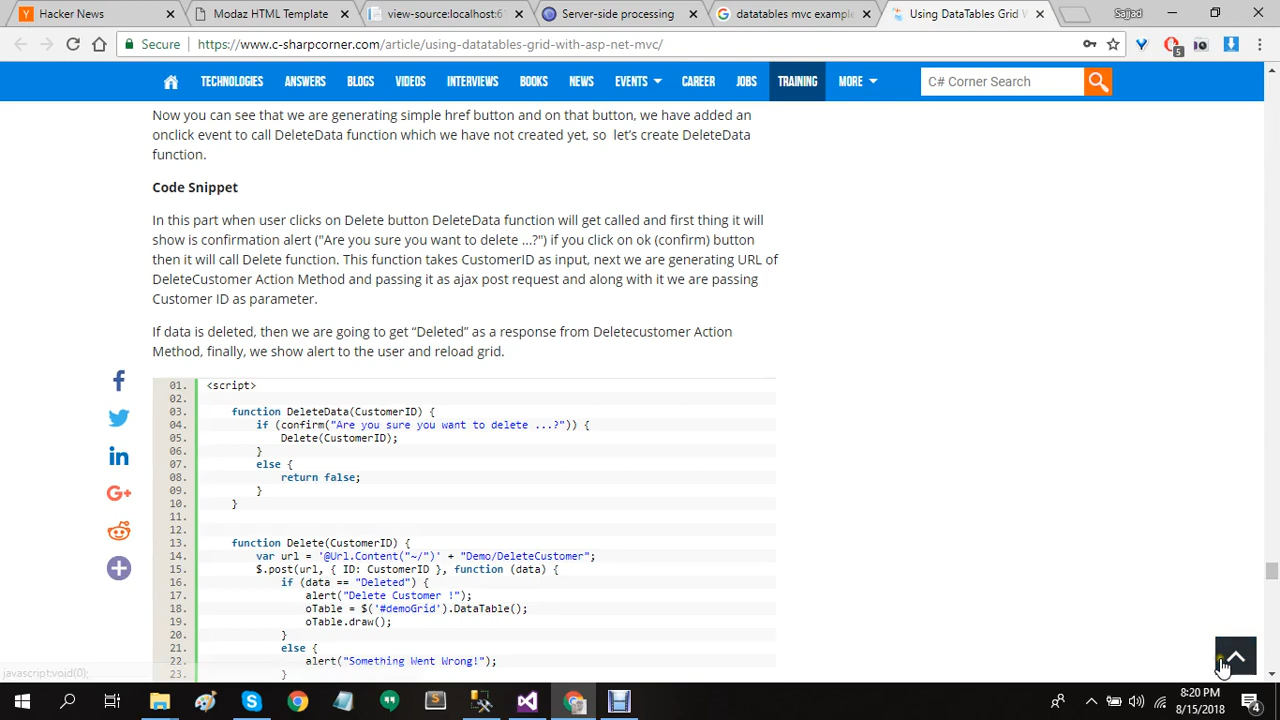 Hacker News
Modaz HTML Template
view-source:localhost:6
Server-side processing
datatables mvc example
Using DataTables Grid W
Sajjad
Secure
https://www.c-sharpcorner.com/article/using-datatables-grid-with-asp-net-mvc/
5
TECHNOLOGIES
ANSWERS
BLOGS
VIDEOS
INTERVIEWS
BOOKS
NEWS
EVENTS
CAREER
JOBS
TRAINING
MORE
C# Corner Search
Now you can see that we are generating simple href button and on that button, we have added an
onclick event to call DeleteData function which we have not created yet, so  let's create DeleteData
function.
Code Snippet
In this part when user clicks on Delete button DeleteData function will get called and first thing it will
show is confirmation alert ("Are you sure you want to delete ...?") if you click on ok (confirm) button
then it will call Delete function. This function takes CustomerID as input, next we are generating URL of
DeleteCustomer Action Method and passing it as ajax post request and along with it we are passing
Customer ID as parameter.
If data is deleted, then we are going to get “Deleted” as a response from Deletecustomer Action
Method, finally, we show alert to the user and reload grid.
01. <script>
02.
03. function DeleteData(CustomerID) {
04. if (confirm("Are you sure you want to delete ...?")) {
05. Delete(CustomerID);
06. }
07. else {
08. return false;
09. }
10. }
11.
12.
13. function Delete(CustomerID) {
14. var url = '@Url.Content("~/")' + "Demo/DeleteCustomer";
15. $.post(url, { ID: CustomerID }, function (data) {
16. if (data == "Deleted") {
17. alert("Delete Customer !");
18. oTable = $('#demoGrid').DataTable();
19. oTable.draw();
20. }
21. else {
22. alert("Something Went Wrong!");
23. }
javascript:void(0);
8:20 PM
8/15/2018
4